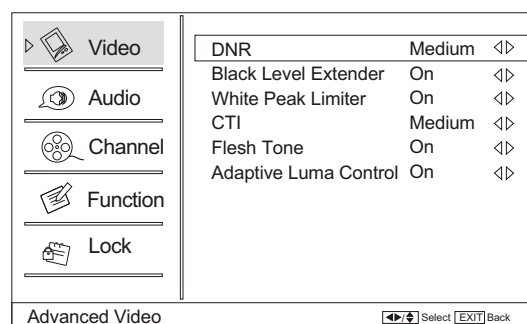 Video
Audio
Channel
Function
Lock
DNR Medium
Black Level Extender On
White Peak Limiter On
CTI Medium
Flesh Tone On
Adaptive Luma Control On
Advanced Video
Select EXIT Back